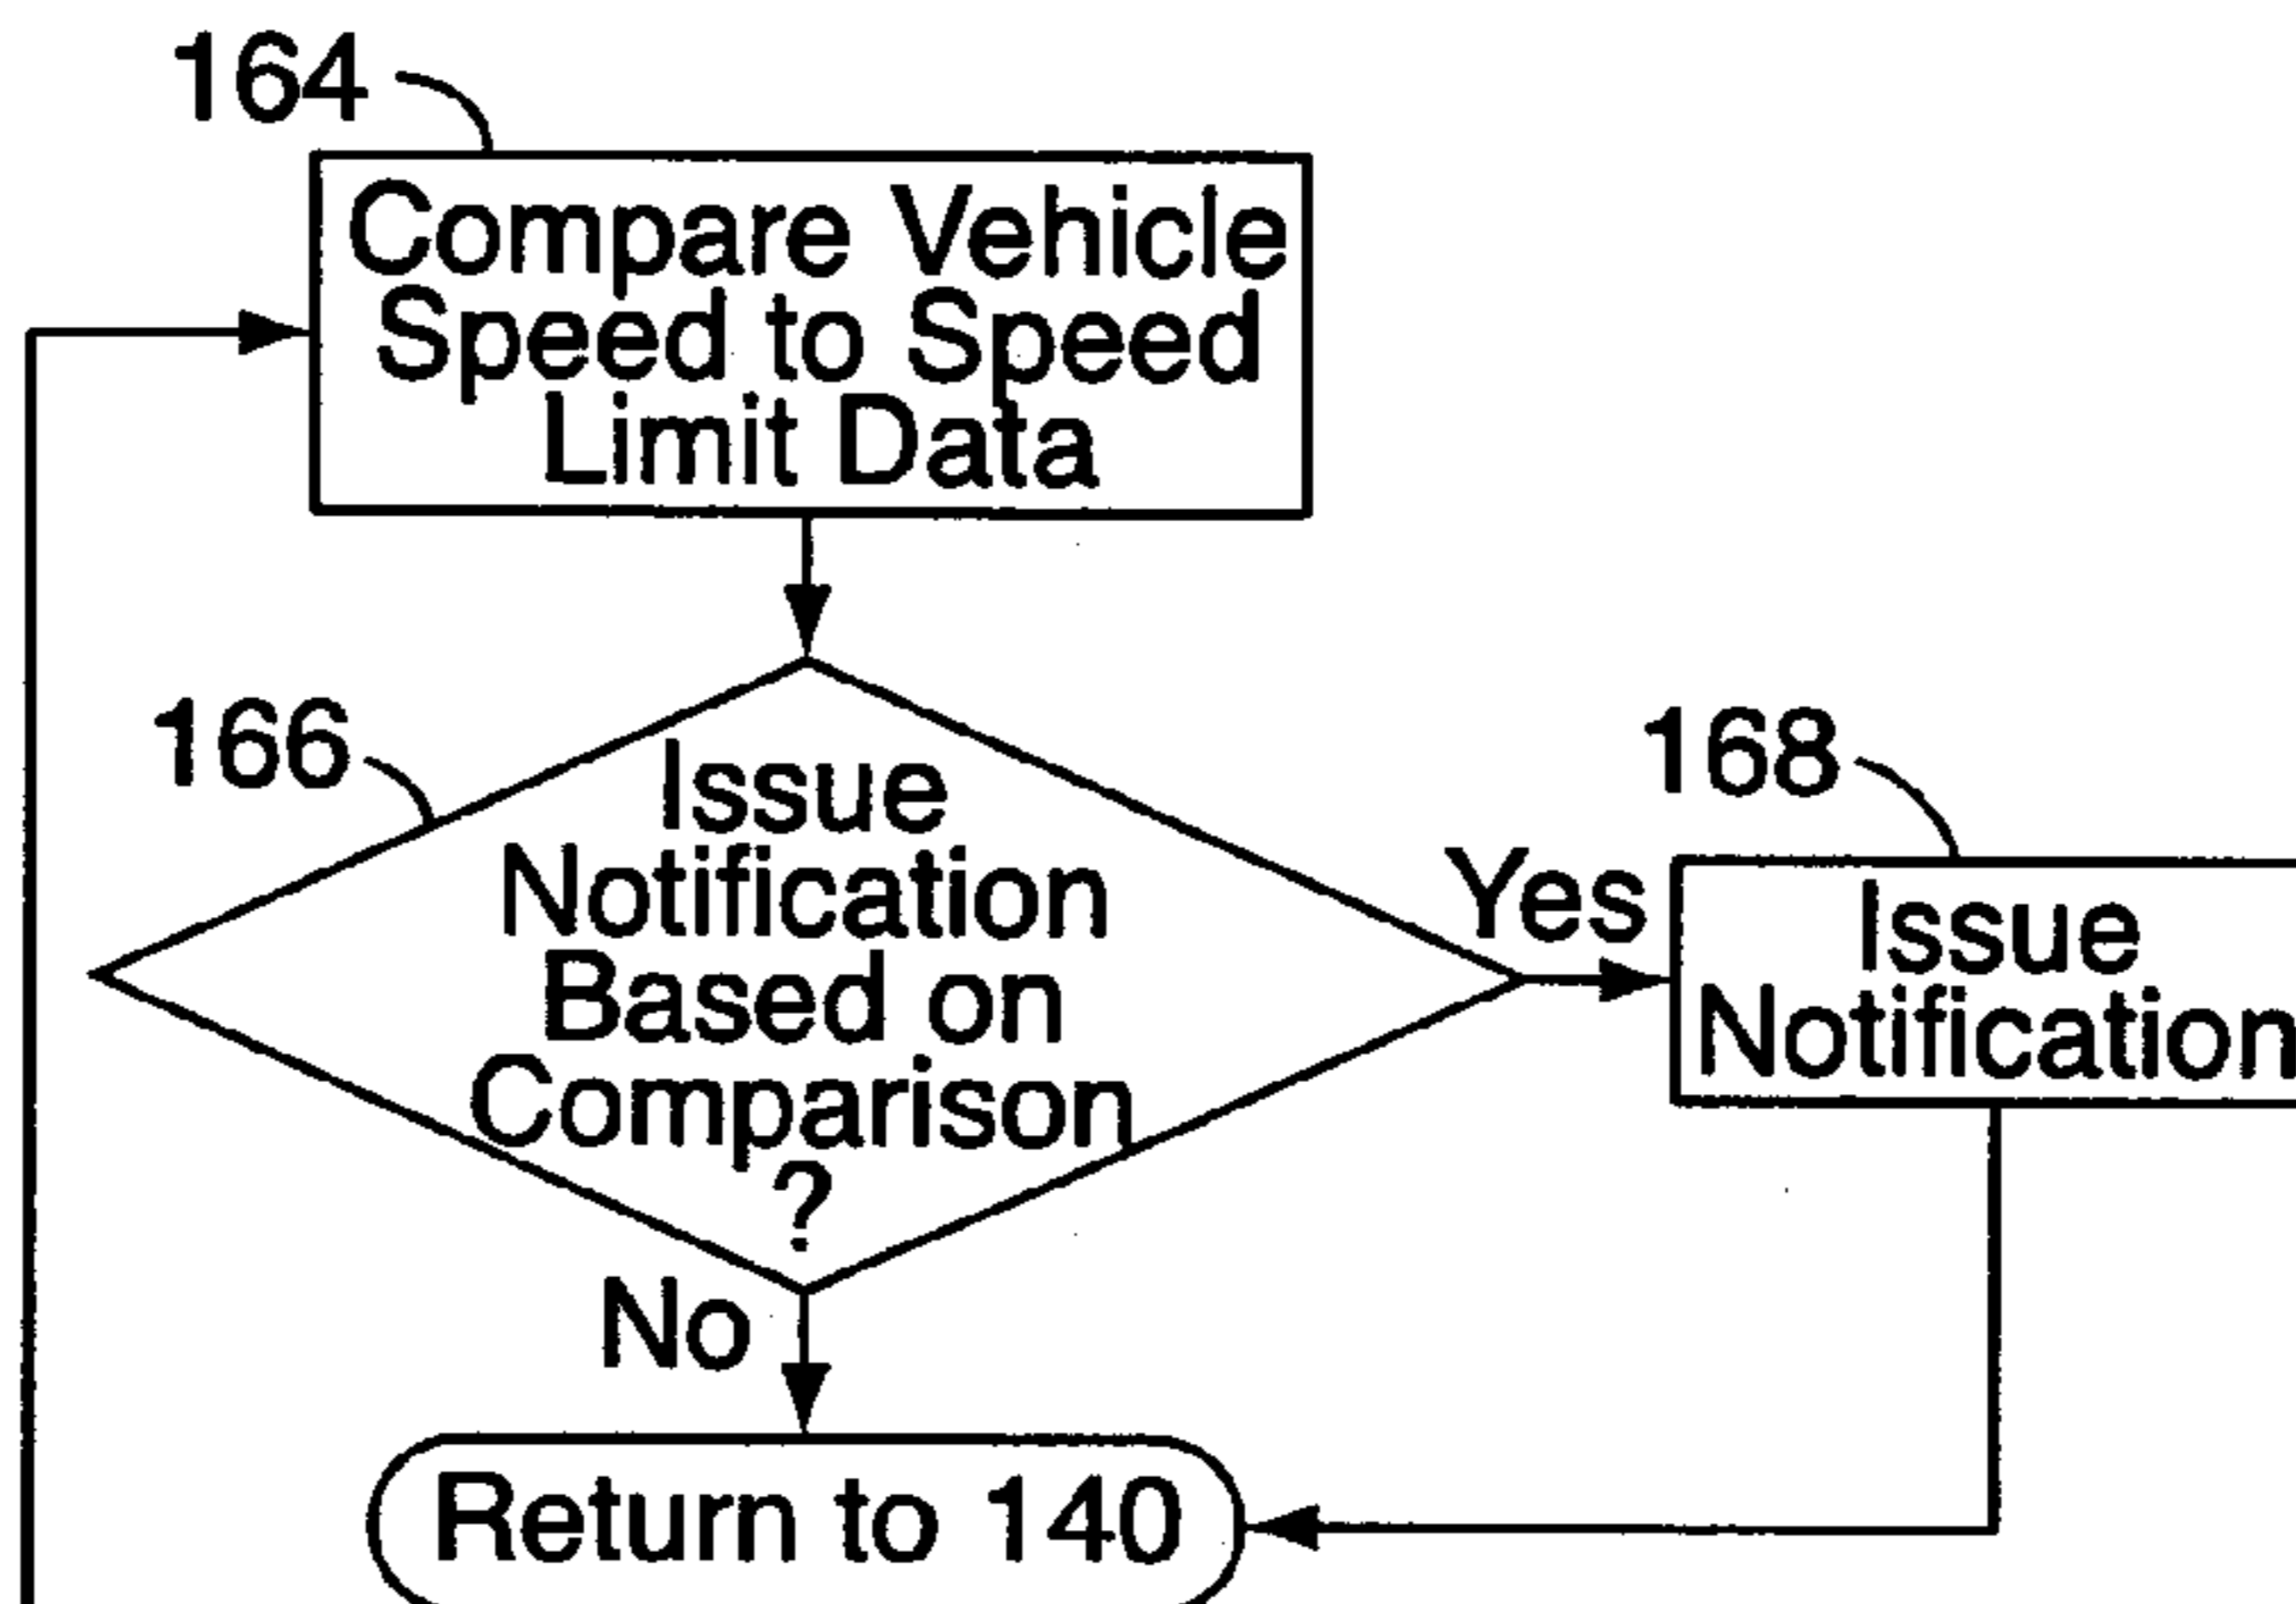 164
Compare Vehicle
Speed to Speed
Limit Data
166
Issue
Notification
Based on
Comparison
?
Yes
168
Issue
Notification
No
Return to 140